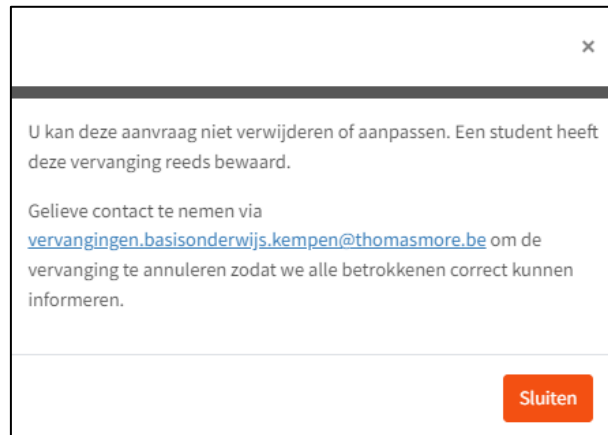 ×
U kan deze aanvraag niet verwijderen of aanpassen. Een student heeft
deze vervanging reeds bewaard.
Gelieve contact te nemen via
vervangingen.basisonderwijs.kempen@thomasmore.be om de
vervanging te annuleren zodat we alle betrokkenen correct kunnen
informeren.
Sluiten